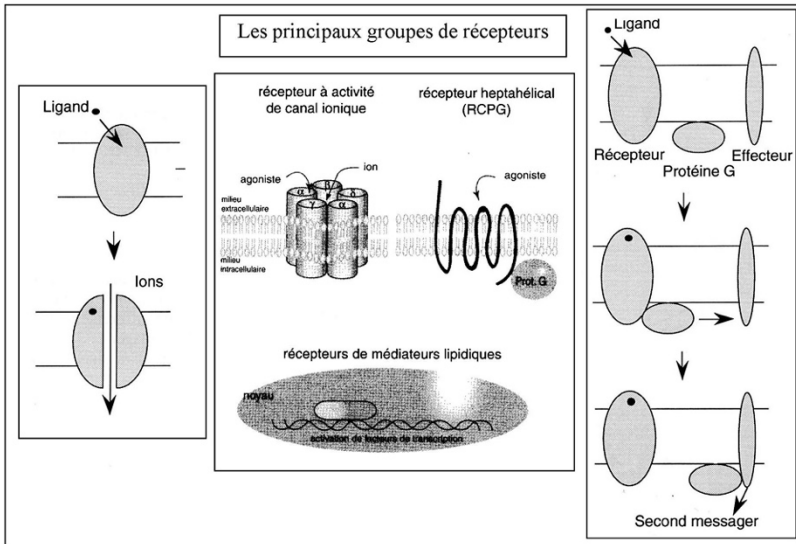 Les principaux groupes de récepteurs
Ligand
Ions
récepteur à activité
de canal ionique
agoniste
ion
β
α
δ
γ
α
milieu
extracellulaire
milieu
intracellulaire
récepteur heptahélical
(RCPG)
agoniste
Prot. G
récepteurs de médiateurs lipidiques
noyau
activation de facteurs de transcription
Ligand
Récepteur
Protéine G
Effecteur
Second messager